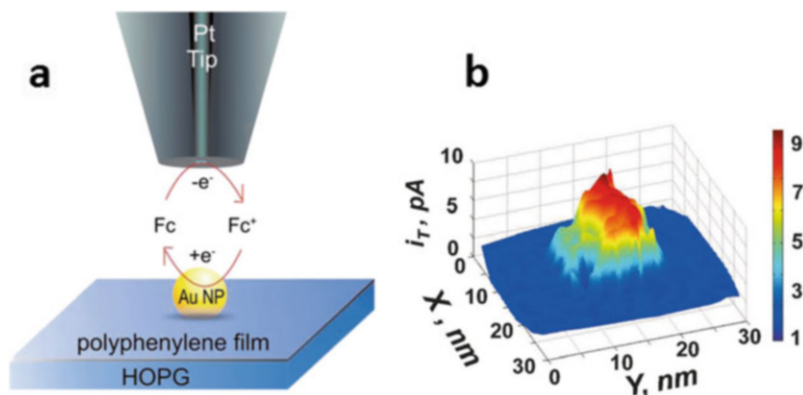 a
Pt
Tip
-e⁻
Fc
Fc⁺
+e⁻
Au NP
polyphenylene film
HOPG
b
10
5
0
i_T, pA
0
10
20
30
X, nm
0
10
20
30
Y, nm
9
7
5
3
1